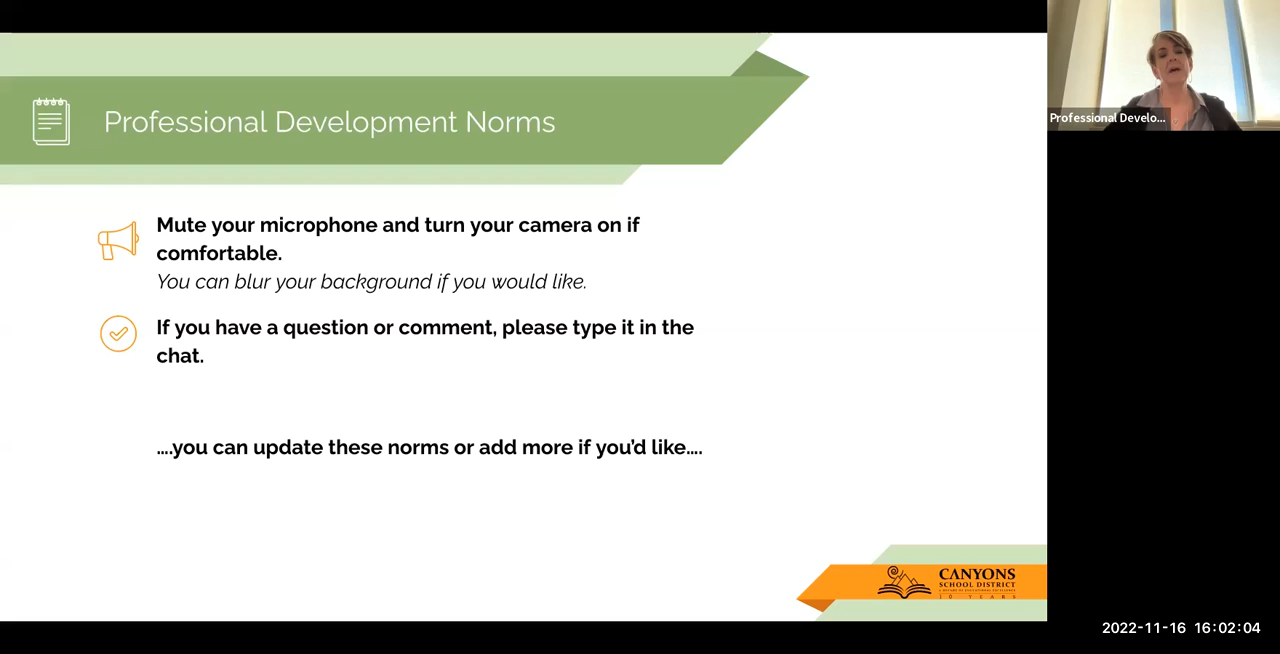 Professional Development Norms
Professional Develo...
Mute your microphone and turn your camera on if
comfortable.
You can blur your background if you would like.
If you have a question or comment, please type it in the
chat.
....you can update these norms or add more if you’d like....
CANYONS
SCHOOL DISTRICT
10 YEARS
2022-11-16 16:02:04